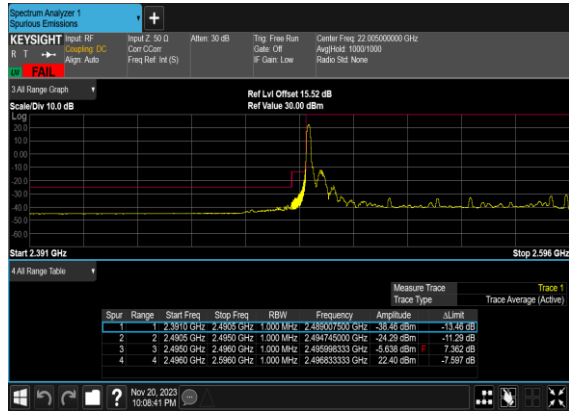 Spectrum Analyzer 1
Spurious Emissions
+
KEYSIGHT Input: RF Input Z: 50 Ω Atten: 30 dB Trig: Free Run Center Freq: 22.005000000 GHz
R T Coupling: DC Corr CCorr Gate: Off Avg|Hold: 1000/1000
Align: Auto Freq Ref: Int (S) IF Gain: Low Radio Std: None
LV FAIL
3 All Range Graph
Ref Lvl Offset 15.52 dB
Scale/Div 10.0 dB Ref Value 30.00 dBm
Log
20.0
10.0
0.00
-10.0
-20.0
-30.0
-40.0
-50.0
-60.0
Start 2.391 GHz Stop 2.596 GHz
4 All Range Table
Measure Trace Trace 1
Trace Type Trace Average (Active)
Spur Range Start Freq Stop Freq RBW Frequency Amplitude ΔLimit
1 1 2.3910 GHz 2.4905 GHz 1.000 MHz 2.489007500 GHz -38.46 dBm -13.46 dB
2 2 2.4905 GHz 2.4950 GHz 1.000 MHz 2.494745000 GHz -24.29 dBm -11.29 dB
3 3 2.4950 GHz 2.4960 GHz 1.000 MHz 2.495998333 GHz -5.638 dBm F 7.362 dB
4 4 2.4960 GHz 2.5960 GHz 1.000 MHz 2.496833333 GHz 22.40 dBm -7.597 dB
? Nov 20, 2023
10:08:41 PM